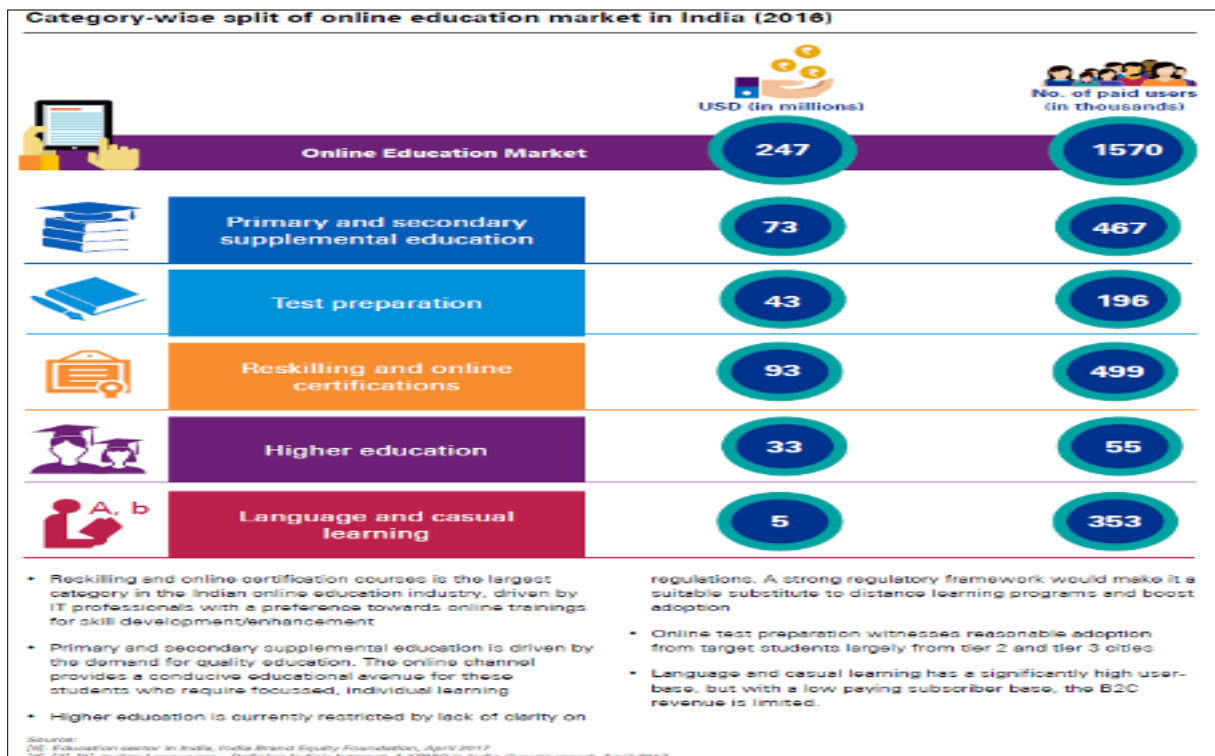 Category-wise split of online education market in India (2016)
USD (in millions)
No. of paid users
(in thousands)
Online Education Market
247
1570
Primary and secondary
supplemental education
73
467
Test preparation
43
196
Reskilling and online
certifications
93
499
Higher education
33
55
A, b
Language and casual
learning
5
353
• Reskilling and online certification courses is the largest
category in the Indian online education industry, driven by
IT professionals with a preference towards online trainings
for skill development/enhancement
• Primary and secondary supplemental education is driven by
the demand for quality education. The online channel
provides a conducive educational avenue for these
students who require focussed, individual learning
• Higher education is currently restricted by lack of clarity on
regulations. A strong regulatory framework would make it a
suitable substitute to distance learning programs and boost
adoption
• Online test preparation witnesses reasonable adoption
from target students largely from tier 2 and tier 3 cities
• Language and casual learning has a significantly high user-
base, but with a low paying subscriber base, the B2C
revenue is limited.
Source:
Education sector in India, India Brand Equity Foundation, April 2017